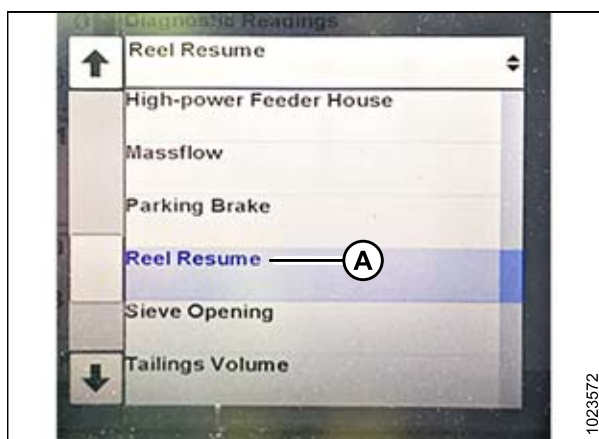 Diagnostic Readings
Reel Resume
High-power Feeder House
Massflow
Parking Brake
Reel Resume
A
Sieve Opening
Tailings Volume
1023572